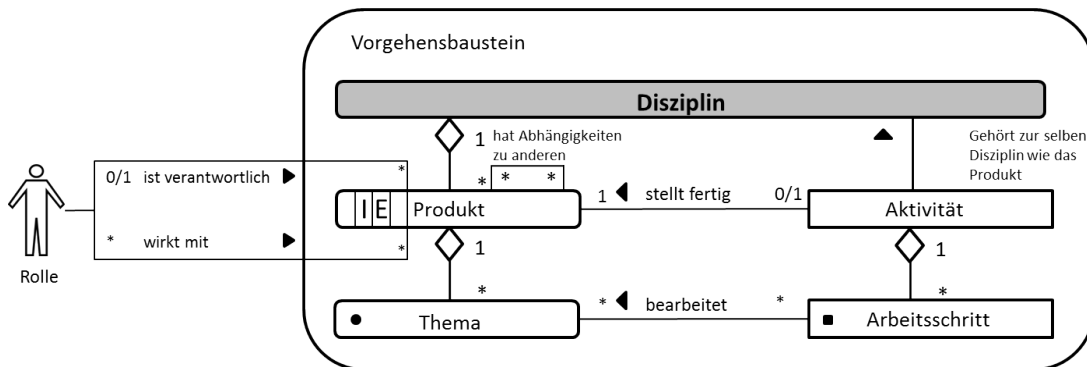 Vorgehensbaustein
Disziplin
1
hat Abhängigkeiten
zu anderen
Gehört zur selben
Disziplin wie das
Produkt
0/1 ist verantwortlich
*
*
*
*
I E Produkt
1
stellt fertig
0/1
Aktivität
* wirkt mit
*
1
1
Rolle
*
*
bearbeitet
*
*
Thema
Arbeitsschritt